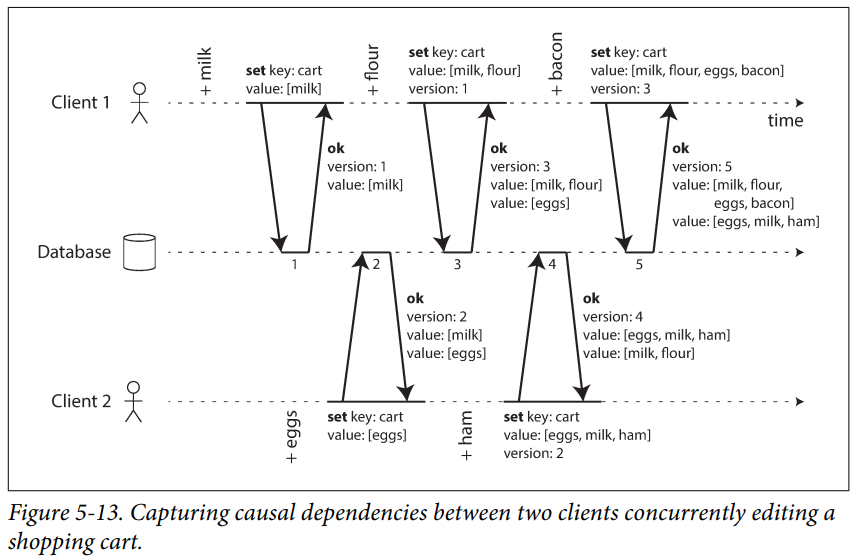 + milk
set key: cart
value: [milk]
+ flour
set key: cart
value: [milk, flour]
version: 1
+ bacon
set key: cart
value: [milk, flour, eggs, bacon]
version: 3
Client 1
time
ok
version: 1
value: [milk]
ok
version: 3
value: [milk, flour]
value: [eggs]
ok
version: 5
value: [milk, flour,
eggs, bacon]
value: [eggs, milk, ham]
Database
1
2
3
4
5
ok
version: 2
value: [milk]
value: [eggs]
ok
version: 4
value: [eggs, milk, ham]
value: [milk, flour]
Client 2
+ eggs
set key: cart
value: [eggs]
+ ham
set key: cart
value: [eggs, milk, ham]
version: 2
Figure 5-13. Capturing causal dependencies between two clients concurrently editing a
shopping cart.